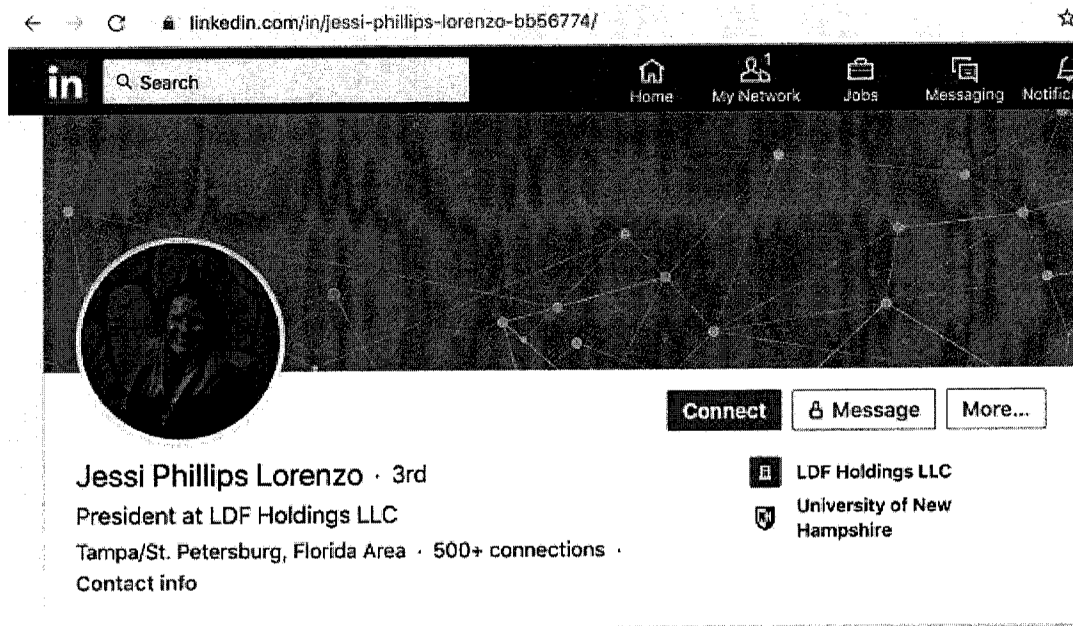 linkedin.com/in/jessi-phillips-lorenzo-bb56774/
in
Search
1
Home
My Network
Jobs
Messaging
Connect
Message
More...
Jessi Phillips Lorenzo · 3rd
LDF Holdings LLC
President at LDF Holdings LLC
University of New
Hampshire
Tampa/St. Petersburg, Florida Area · 500+ connections ·
Contact info